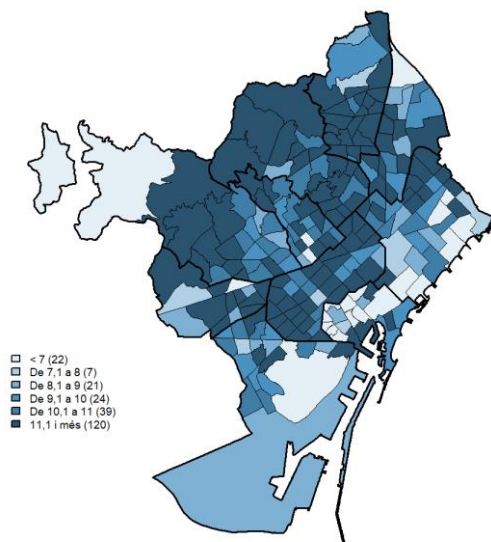 < 7 (22)
De 7,1 a 8 (7)
De 8,1 a 9 (21)
De 9,1 a 10 (24)
De 10,1 a 11 (39)
11,1 i més (120)